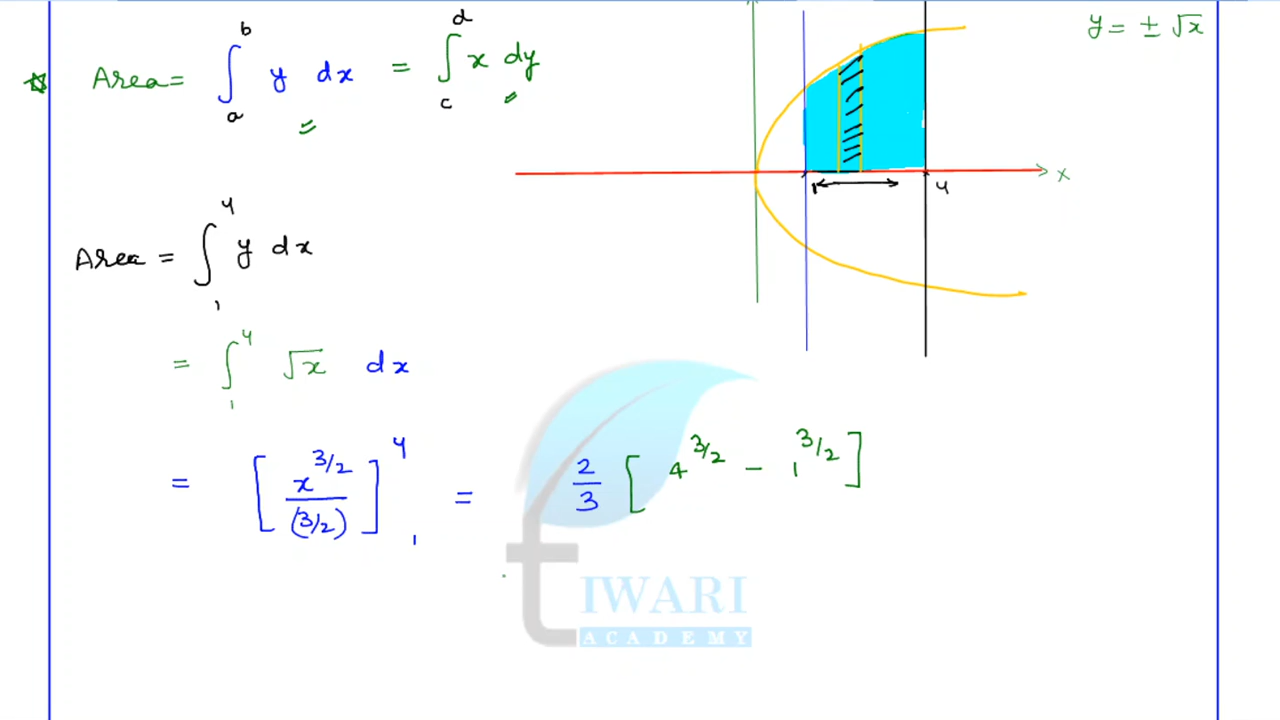 y = ± √x
Area = ∫_a^b y dx = ∫_c^d x dy
x
1 4
Area = ∫_1^4 y dx
= ∫_1^4 √x dx
= [x^{3/2} / (3/2)]_1^4 = 2/3 [4^{3/2} − 1^{3/2}]
tIWARI
ACADEMY